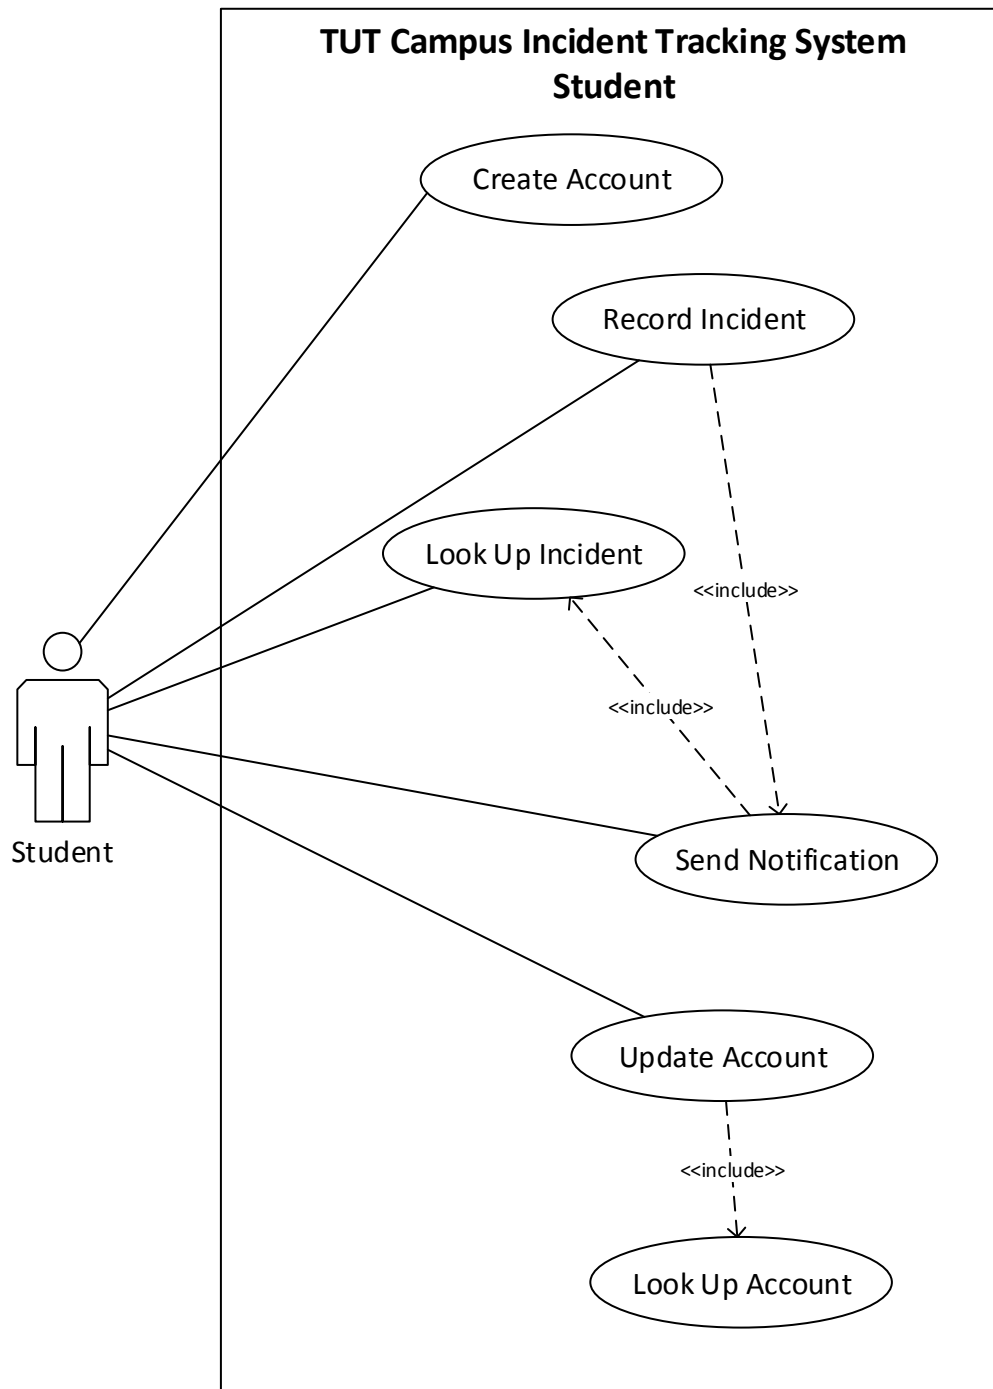 TUT Campus Incident Tracking System
Student
Create Account
Record Incident
Look Up Incident
<<include>>
<<include>>
Student
Send Notification
Update Account
<<include>>
Look Up Account